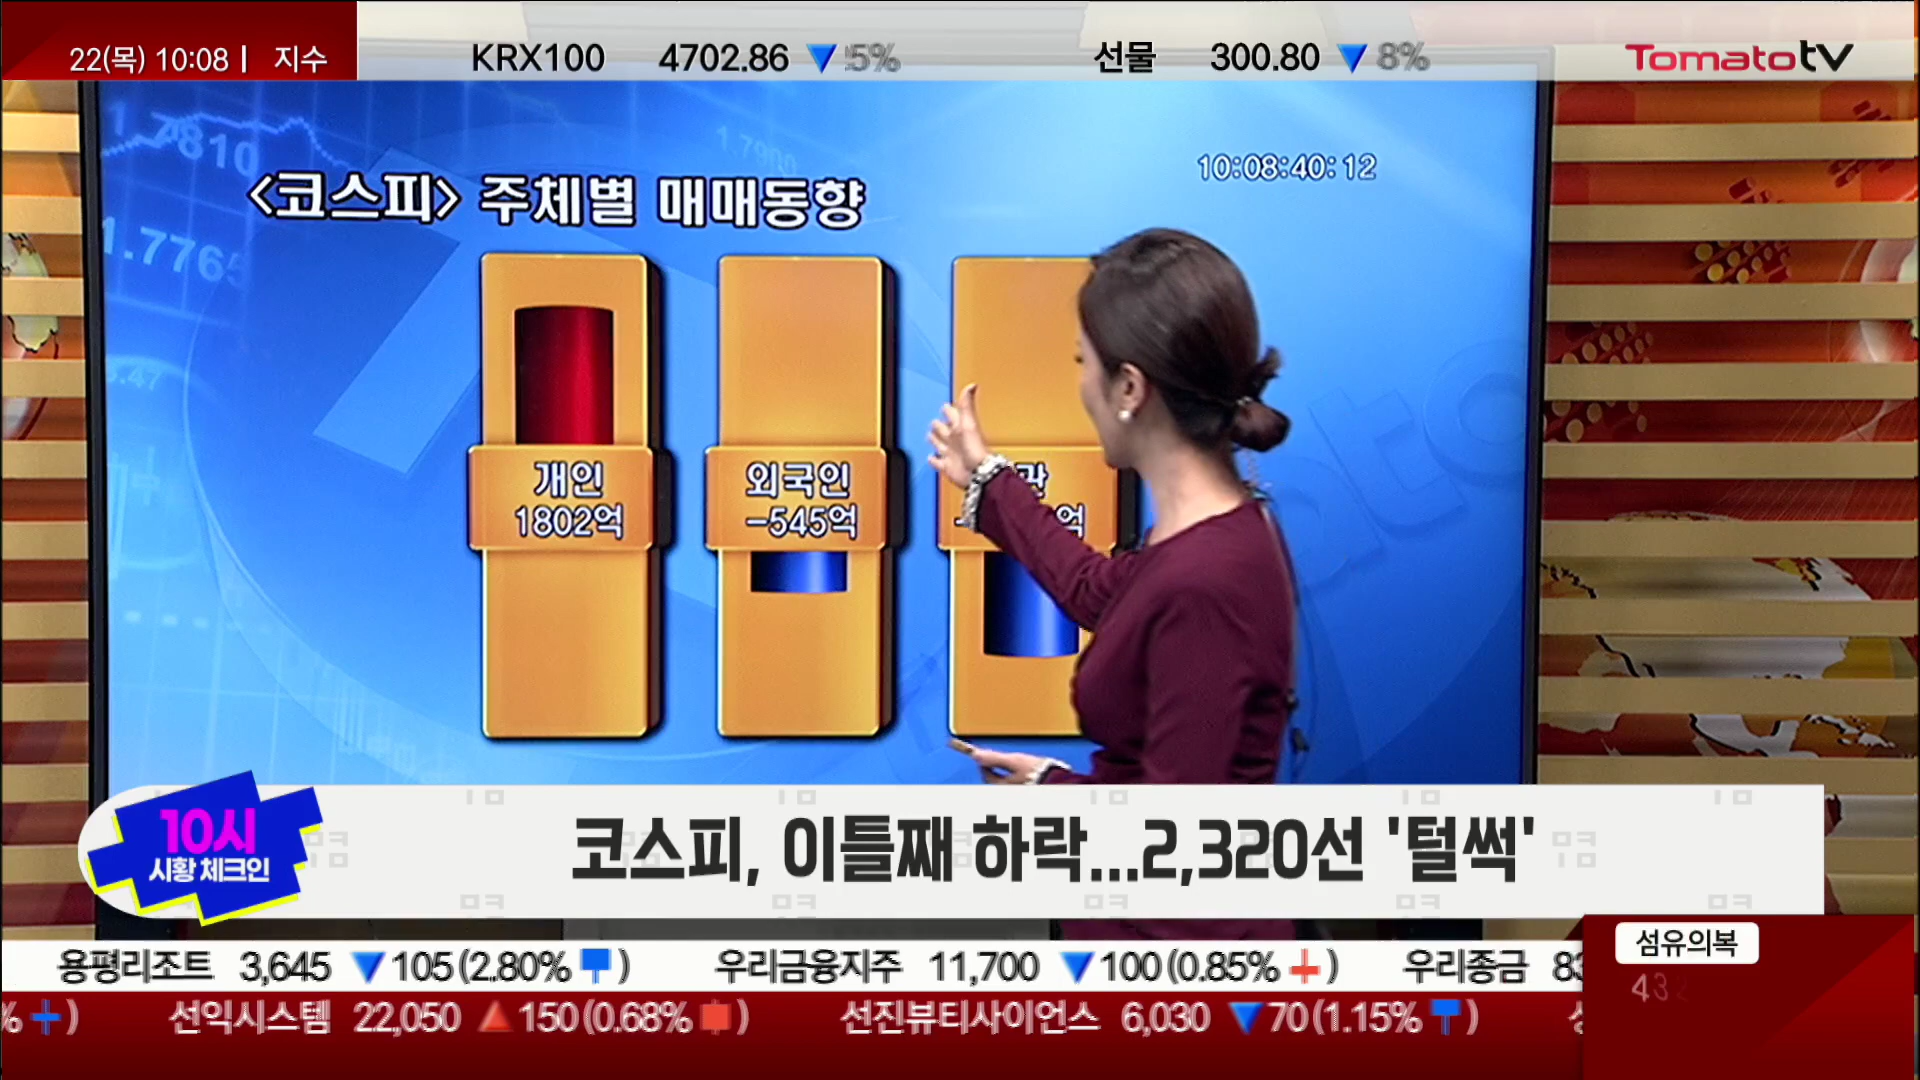 22(목) 10:08 | 지수
KRX100 4702.86 ▼ 5%
선물 300.80 ▼ 8%
Tomatotv
10:08:40:12
<코스피> 주체별 매매동향
개인
1802억
외국인
-545억
관
억
10시
시황 체크인
코스피, 이틀째 하락...2,320선 '털썩'
용평리조트 3,645 ▼105(2.80% ) 우리금융지주 11,700 ▼100(0.85% ) 우리종금
섬유의복
% ) 선익시스템 22,050 ▲150(0.68% ) 선진뷰티사이언스 6,030 ▼70(1.15% )